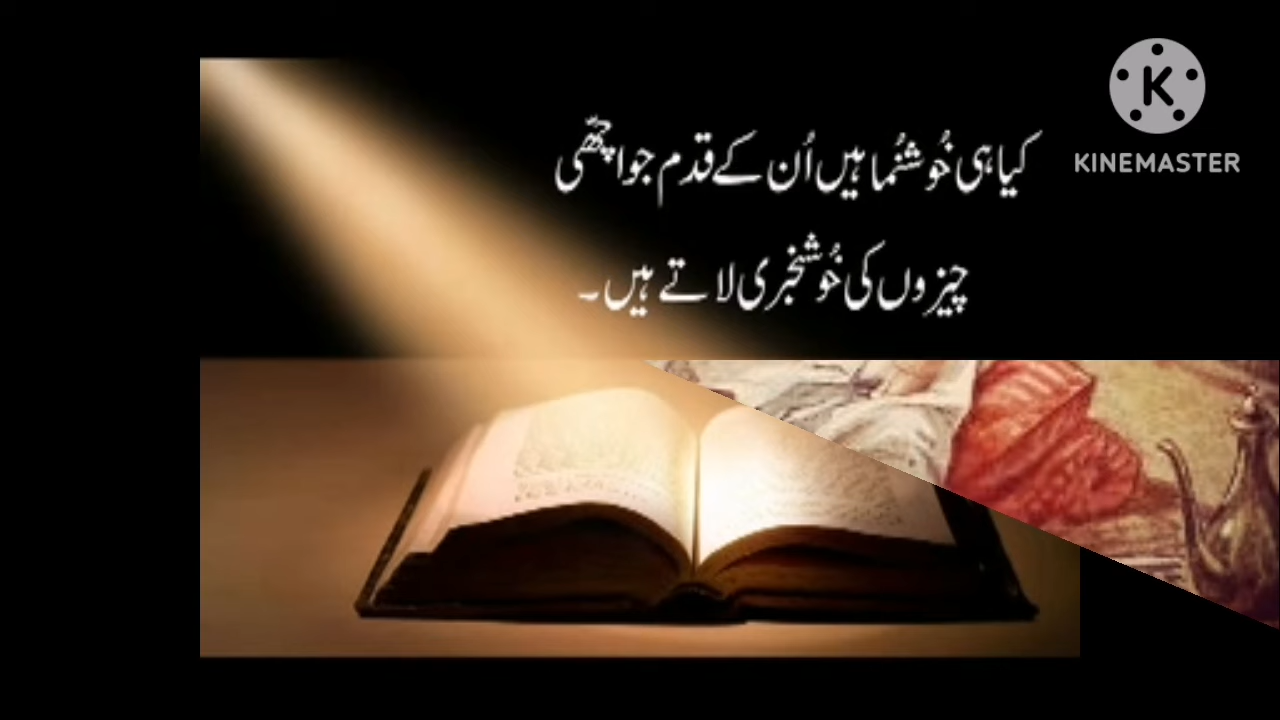 کیا ہی خُوشنُما ہیں اُن کے قدم جو اچھّی
چیزوں کی خُوشخبری لاتے ہیں۔
KINEMASTER